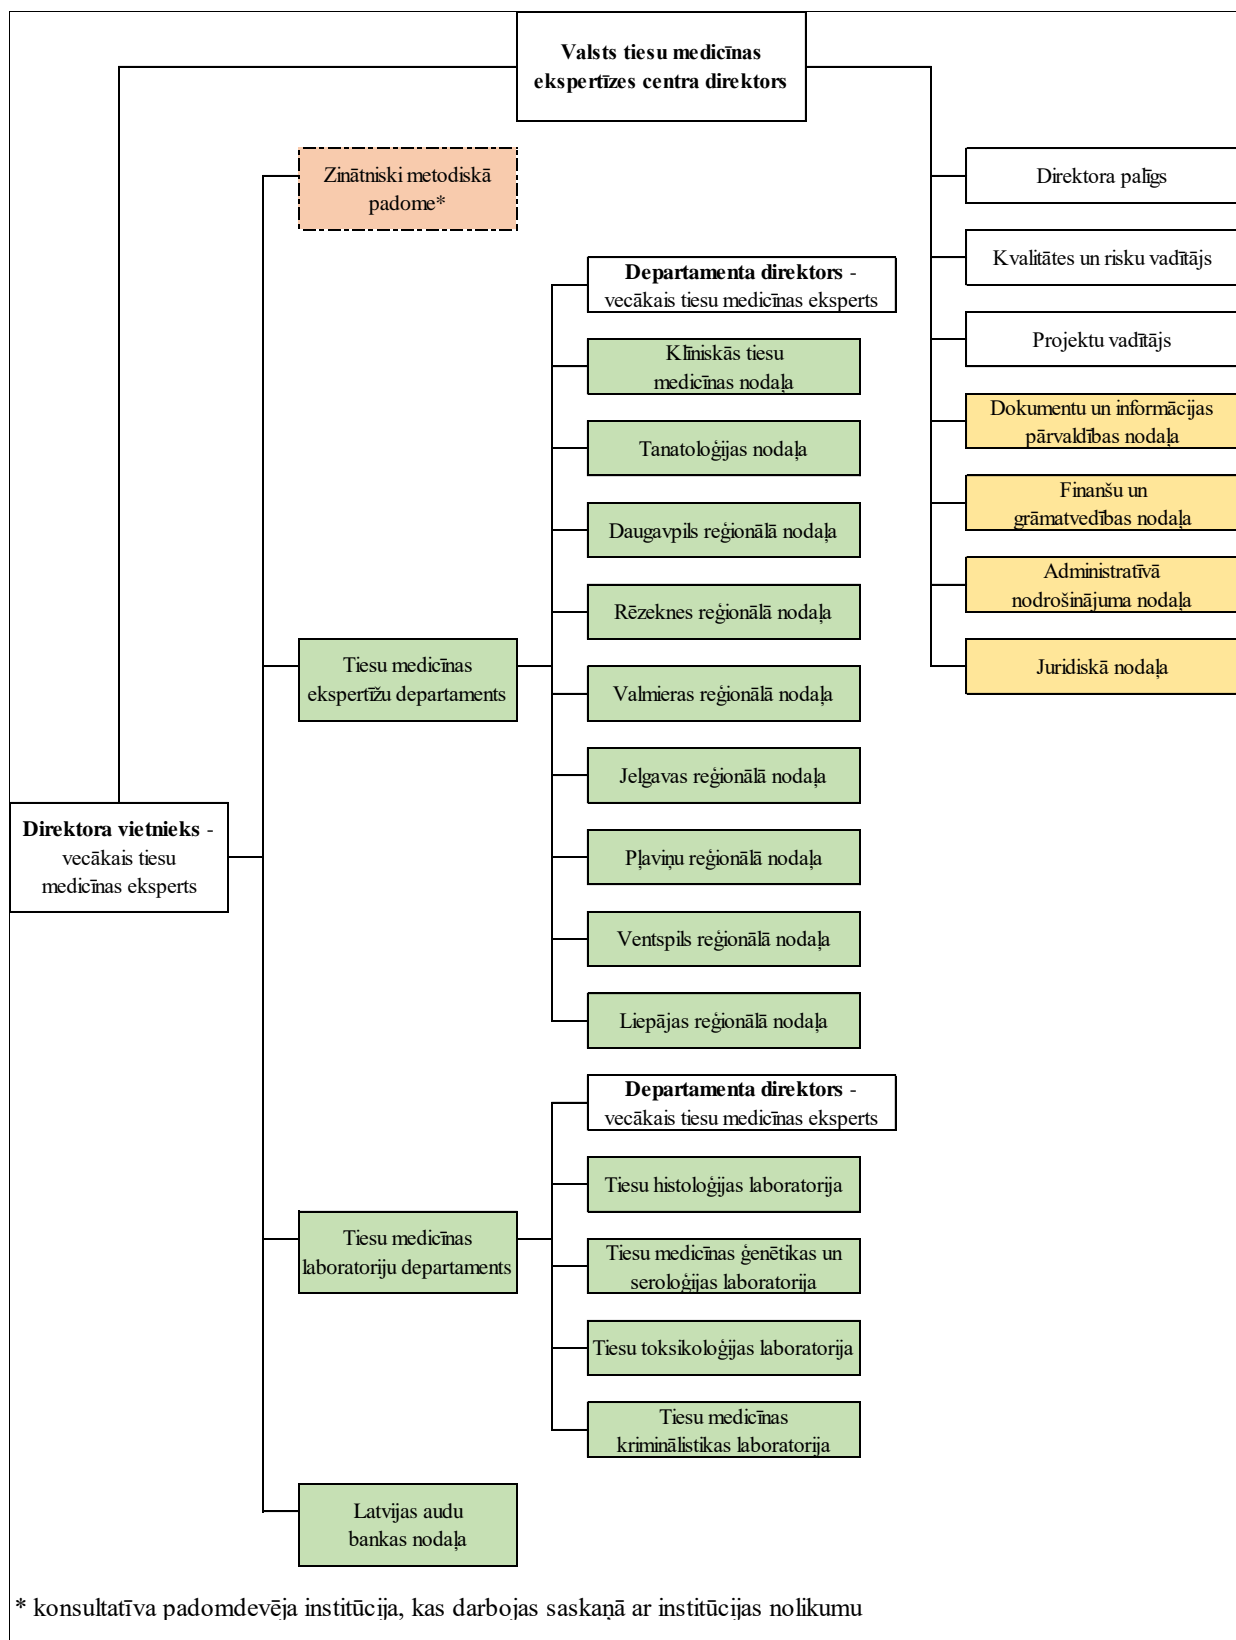 Valsts tiesu medicīnas
ekspertīzes centra direktors
Zinātniski metodiskā
padome*
Direktora palīgs
Kvalitātes un risku vadītājs
Projektu vadītājs
Dokumentu un informācijas
pārvaldības nodaļa
Finanšu un
grāmatvedības nodaļa
Administratīvā
nodrošinājuma nodaļa
Juridiskā nodaļa
Departamenta direktors -
vecākais tiesu medicīnas eksperts
Klīniskās tiesu
medicīnas nodaļa
Tanatoloģijas nodaļa
Daugavpils reģionālā nodaļa
Rēzeknes reģionālā nodaļa
Tiesu medicīnas
ekspertīžu departaments
Valmieras reģionālā nodaļa
Jelgavas reģionālā nodaļa
Direktora vietnieks -
vecākais tiesu
medicīnas eksperts
Pļaviņu reģionālā nodaļa
Ventspils reģionālā nodaļa
Liepājas reģionālā nodaļa
Departamenta direktors -
vecākais tiesu medicīnas eksperts
Tiesu histoloģijas laboratorija
Tiesu medicīnas
laboratoriju departaments
Tiesu medicīnas ģenētikas un
seroloģijas laboratorija
Tiesu toksikoloģijas laboratorija
Tiesu medicīnas
kriminālistikas laboratorija
Latvijas audu
bankas nodaļa
* konsultatīva padomdevēja institūcija, kas darbojas saskaņā ar institūcijas nolikumu